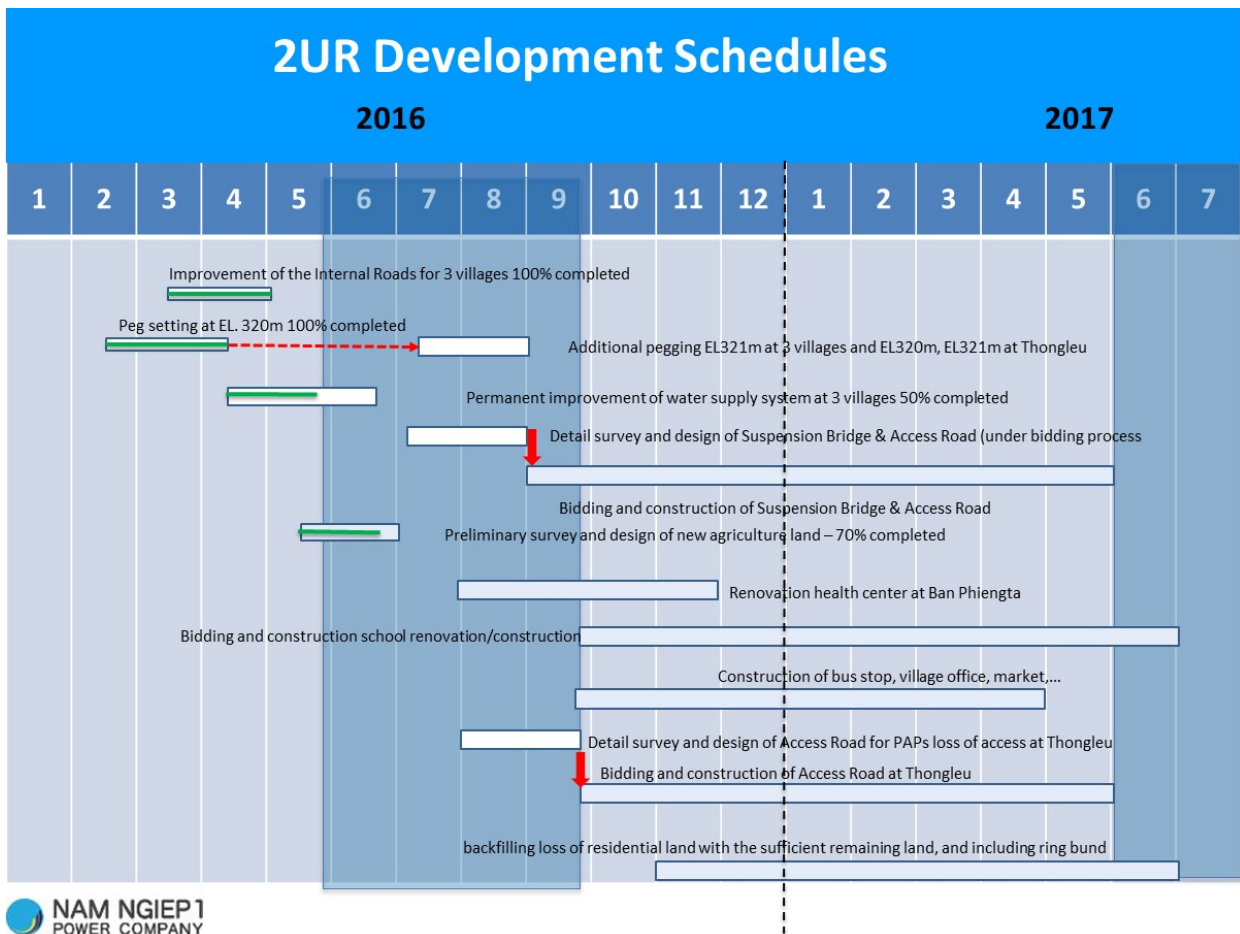 2UR Development Schedules
2016 2017
1 2 3 4 5 6 7 8 9 10 11 12 1 2 3 4 5 6 7
Improvement of the Internal Roads for 3 villages 100% completed
Peg setting at EL. 320m 100% completed
Additional pegging EL321m at 3 villages and EL320m, EL321m at Thongleu
Permanent improvement of water supply system at 3 villages 50% completed
Detail survey and design of Suspension Bridge & Access Road (under bidding process
Bidding and construction of Suspension Bridge & Access Road
Preliminary survey and design of new agriculture land – 70% completed
Renovation health center at Ban Phiengta
Bidding and construction school renovation/construction
Construction of bus stop, village office, market,...
Detail survey and design of Access Road for PAPs loss of access at Thongleu
Bidding and construction of Access Road at Thongleu
backfilling loss of residential land with the sufficient remaining land, and including ring bund
NAM NGIEP 1
POWER COMPANY